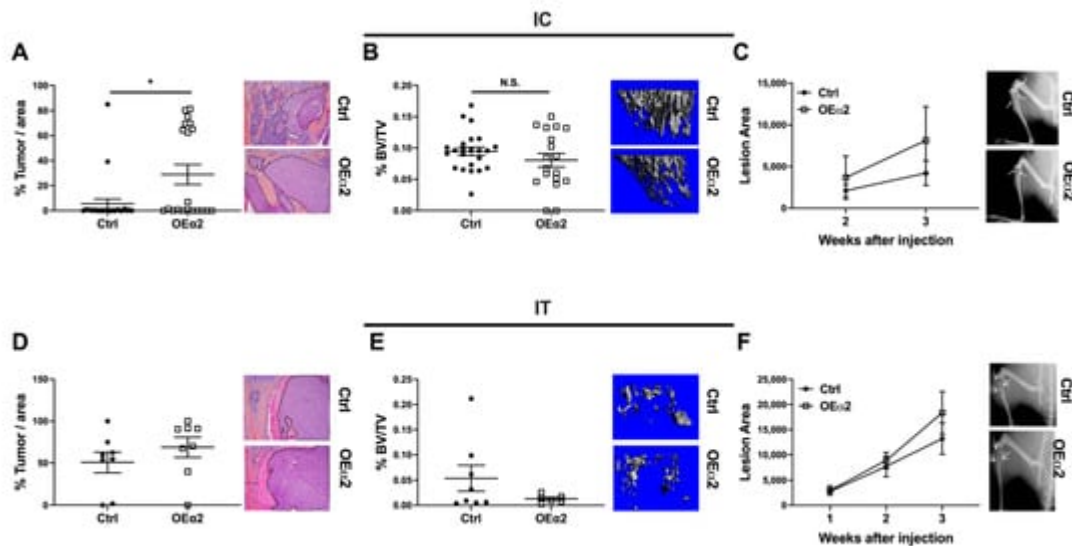 IC
A
% Tumor / area
100
80
60
40
20
0
*
Ctrl
OEα2
Ctrl
OEα2
B
% BV/TV
0.20
0.15
0.10
0.05
0.00
N.S.
Ctrl
OEα2
Ctrl
OEα2
C
Lesion Area
15,000
10,000
5,000
0
Ctrl
OEα2
2
3
Weeks after injection
Ctrl
OEα2
IT
D
% Tumor / area
150
100
50
0
Ctrl
OEα2
Ctrl
OEα2
E
% BV/TV
0.25
0.20
0.15
0.10
0.05
0.00
Ctrl
OEα2
Ctrl
OEα2
F
Lesion Area
25,000
20,000
15,000
10,000
5,000
0
Ctrl
OEα2
1
2
3
Weeks after injection
Ctrl
OEα2